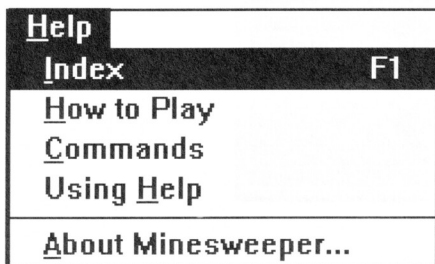 Help
Index F1
How to Play
Commands
Using Help
About Minesweeper...